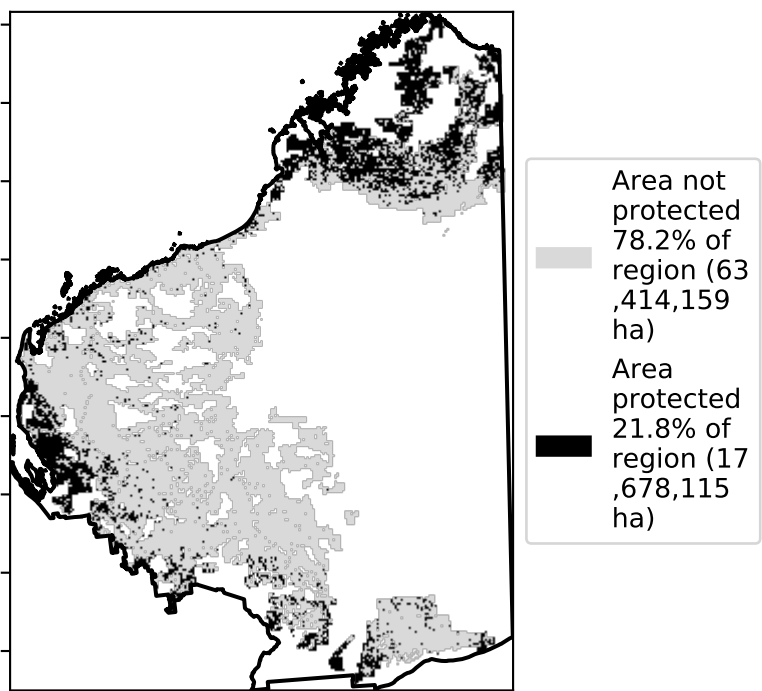 Area not
protected
78.2% of
region (63
,414,159
ha)
Area
protected
21.8% of
region (17
,678,115
ha)